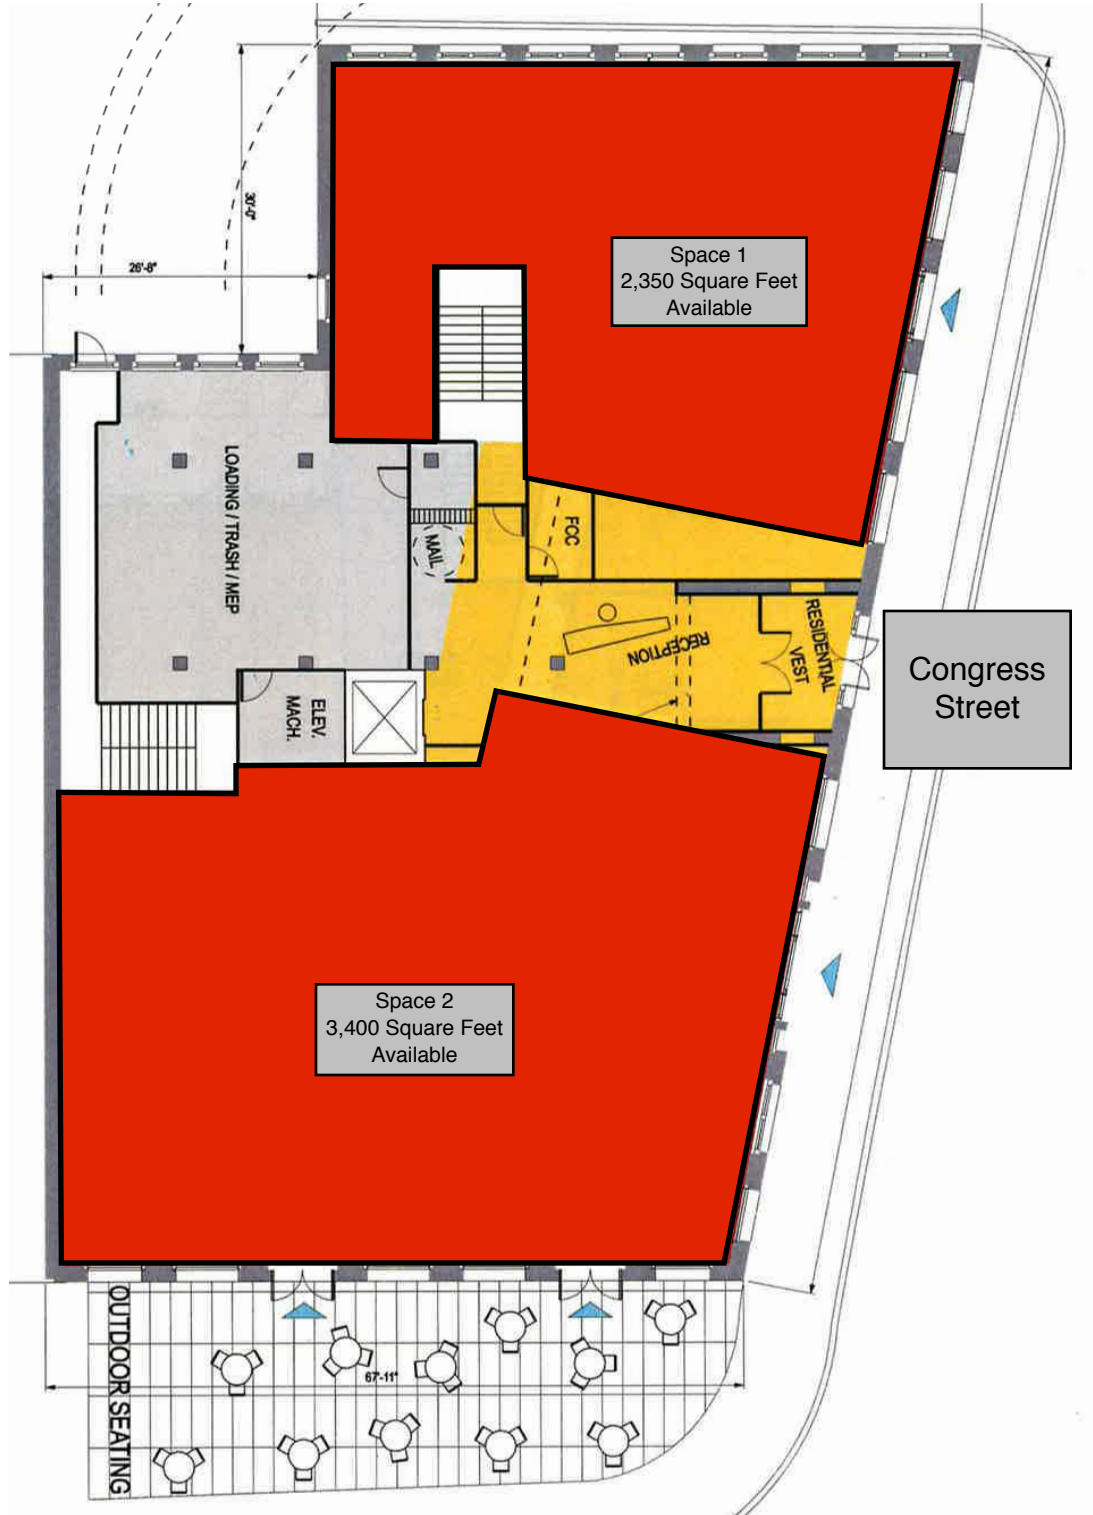 30'-0"
26'-8"
Space 1
2,350 Square Feet
Available
LOADING / TRASH / MEP
MAIL
FCC
RECEPTION
RESIDENTIAL
VEST
Congress
Street
ELEV.
MACH.
Space 2
3,400 Square Feet
Available
OUTDOOR SEATING
67'-11"